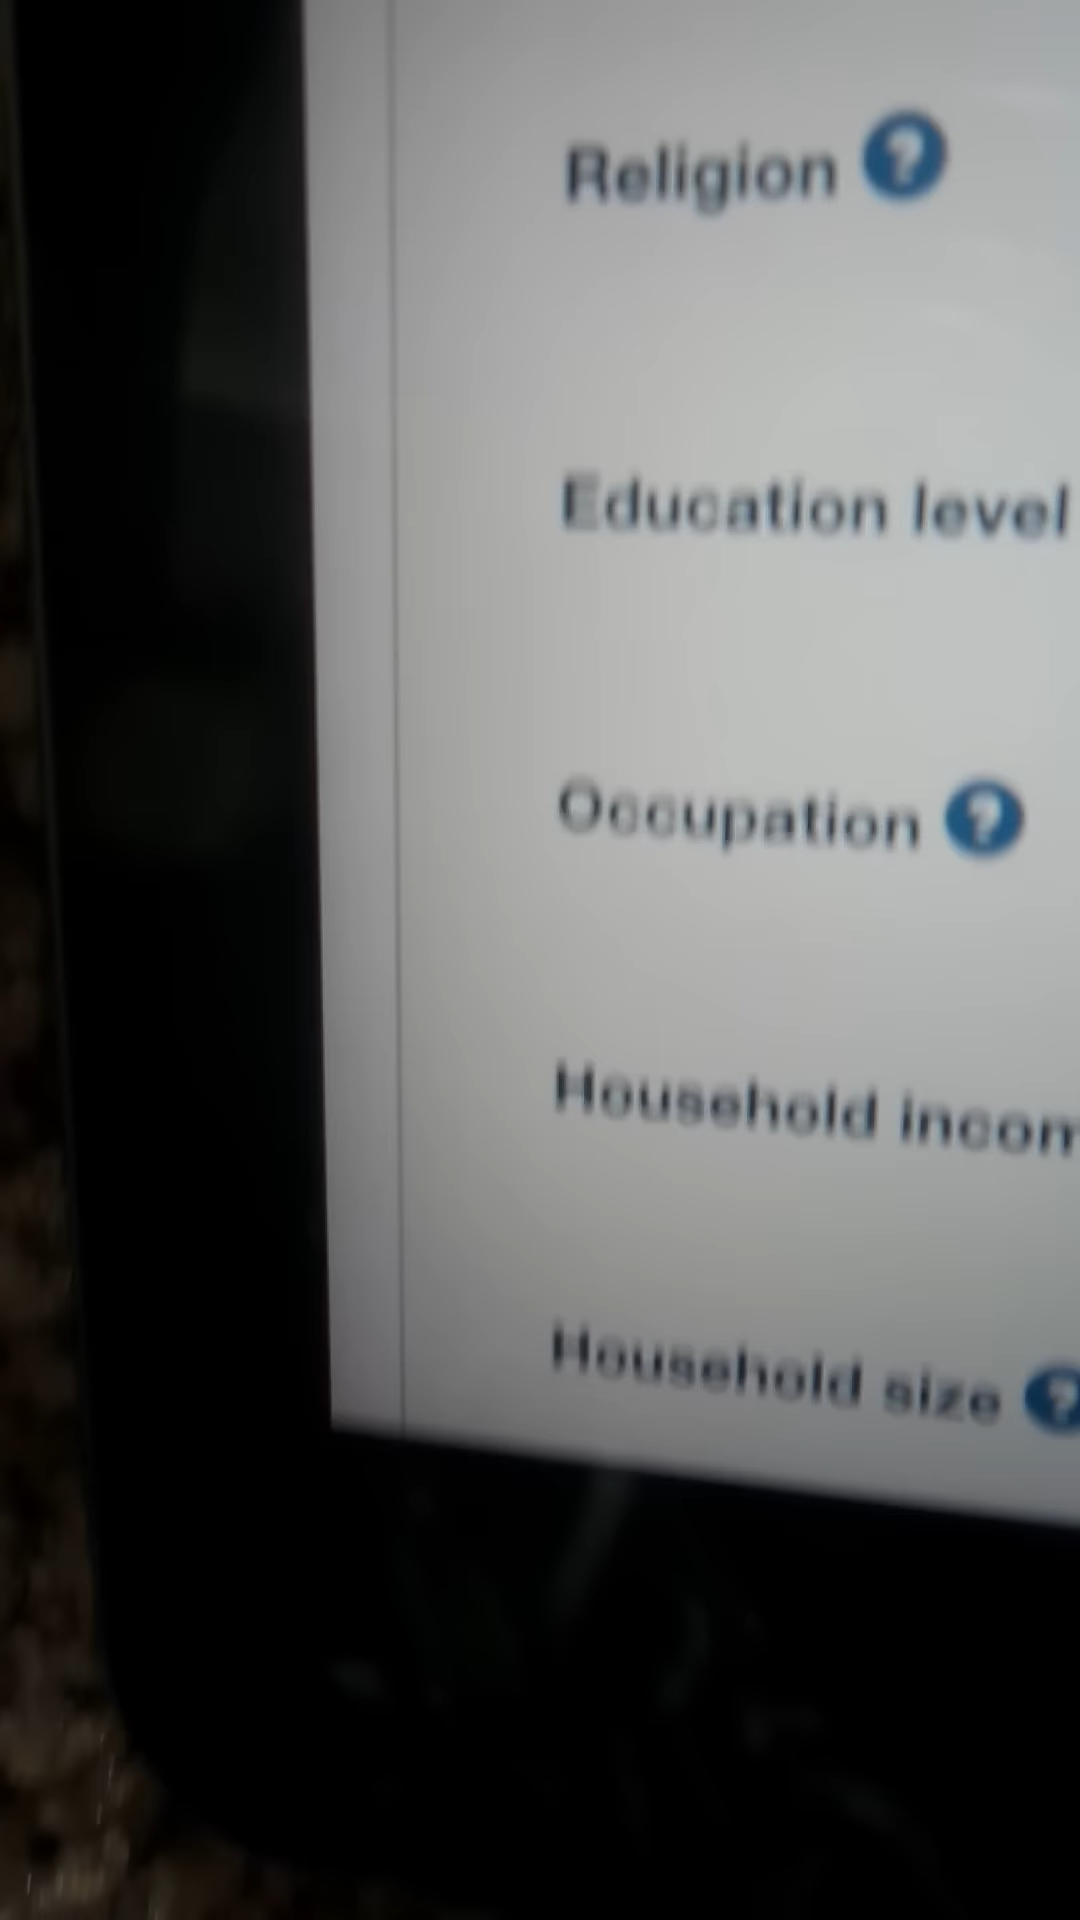 Religion ?
Education level
Occupation ?
Household incom
Household size ?